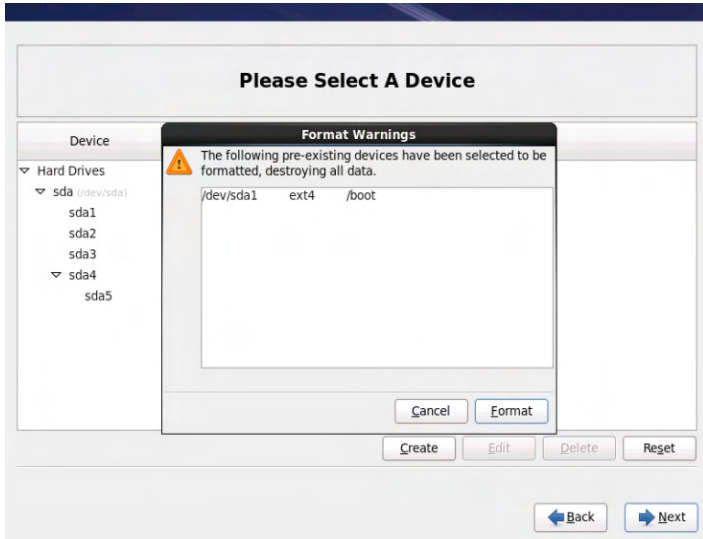 Please Select A Device
Device
Hard Drives
sda (/dev/sda)
sda1
sda2
sda3
sda4
sda5
Format Warnings
The following pre-existing devices have been selected to be
formatted, destroying all data.
/dev/sda1 ext4 /boot
Cancel Format
Create Edit Delete Reset
Back Next